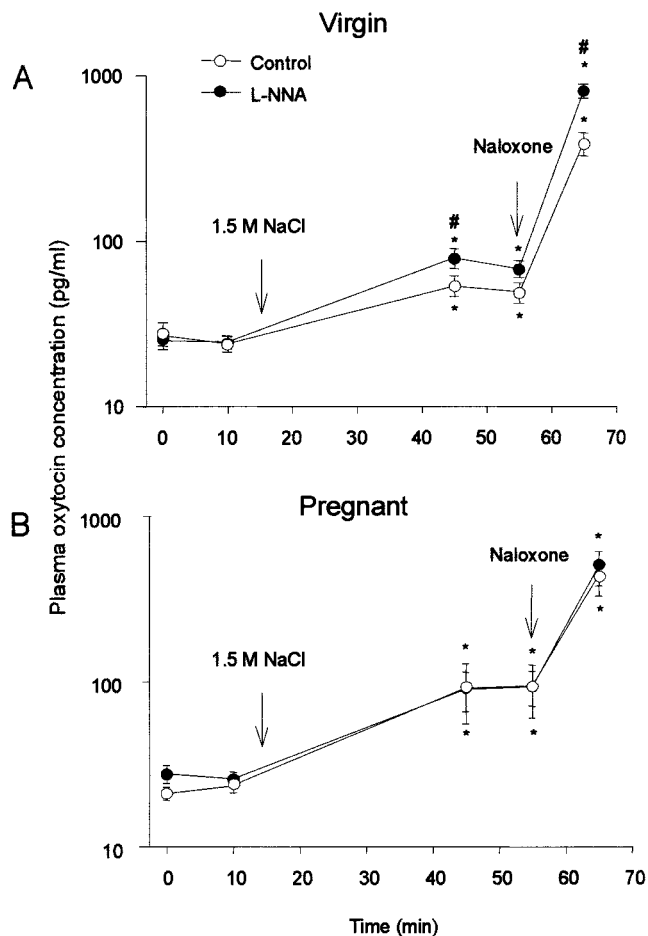 Virgin
A
Control
L-NNA
1000
100
10
#
*
*
Naloxone
1.5 M NaCl
#
*
*
*
*
0 10 20 30 40 50 60 70
Plasma oxytocin concentration (pg/ml)
Pregnant
B
1000
100
10
*
Naloxone
*
1.5 M NaCl
*
*
*
*
0 10 20 30 40 50 60 70
Time (min)